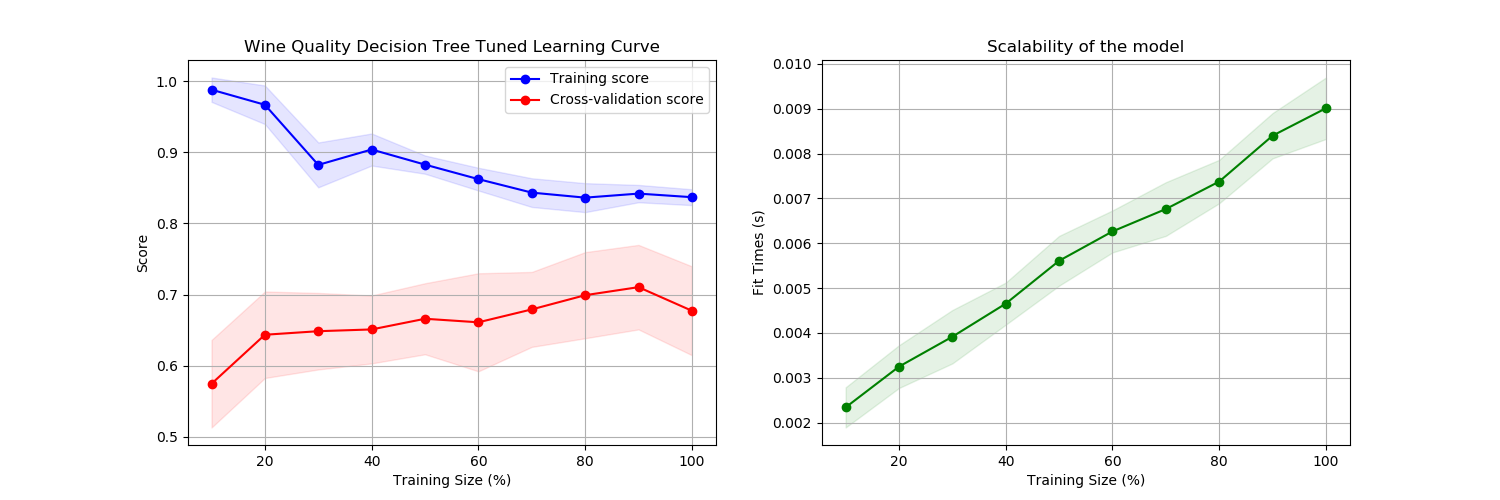 Wine Quality Decision Tree Tuned Learning Curve
Training score
Cross-validation score
1.0
0.9
0.8
0.7
0.6
0.5
Score
20 40 60 80 100
Training Size (%)
Scalability of the model
0.010
0.009
0.008
0.007
0.006
0.005
0.004
0.003
0.002
Fit Times (s)
20 40 60 80 100
Training Size (%)